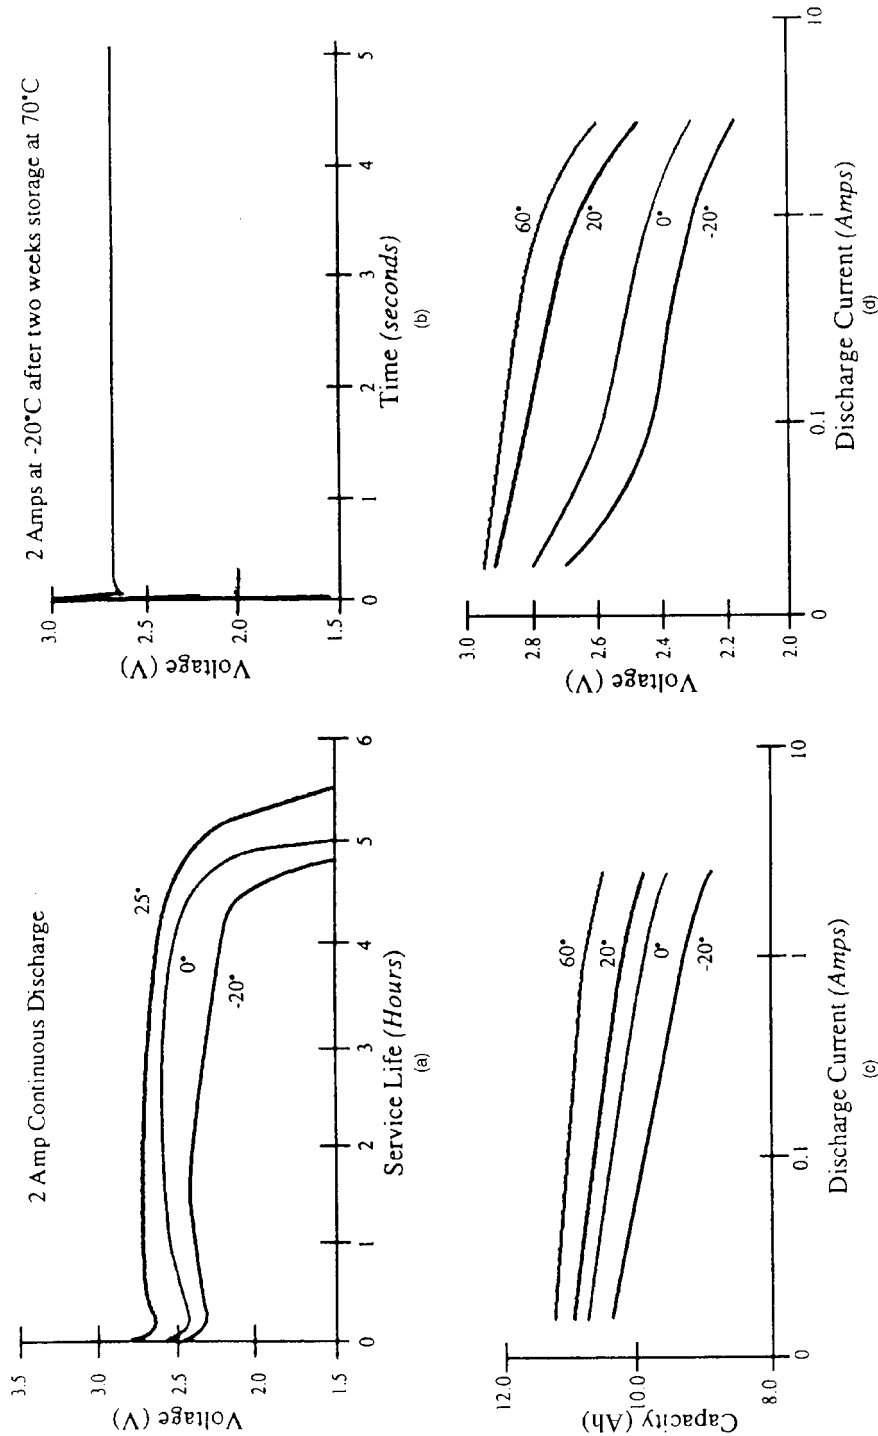 2 Amp Continuous Discharge
Voltage (V)
3.5
3.0
2.5
2.0
1.5
25°
0°
-20°
0 1 2 3 4 5 6
Service Life (Hours)
(a)
2 Amps at -20°C after two weeks storage at 70°C
Voltage (V)
3.0
2.5
2.0
1.5
0 1 2 3 4 5
Time (seconds)
(b)
Capacity (Ah)
12.0
10.0
8.0
60°
20°
0°
-20°
0 0.1 1 10
Discharge Current (Amps)
(c)
Voltage (V)
3.0
2.8
2.6
2.4
2.2
2.0
60°
20°
0°
-20°
0 0.1 1 10
Discharge Current (Amps)
(d)